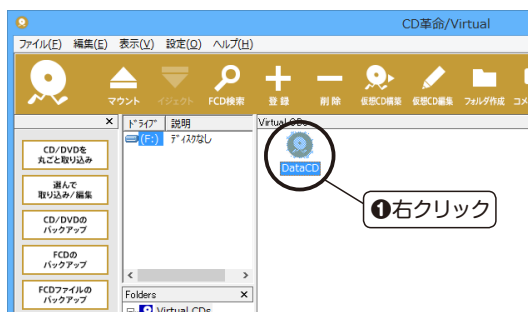 CD革命/Virtual
ファイル(F) 編集(E) 表示(V) 設定(O) ヘルプ(H)
マウント イジェクト FCD検索 登録 削除 仮想CD構築 仮想CD編集 フォルダ作成
× ドライブ 説明 Virtual CDs
(F:) ディスクなし
CD/DVDを
丸ごと取り込み
選んで
取り込み/編集
CD/DVDの
バックアップ
FCDの
バックアップ
FCDファイルの
バックアップ
Folders ×
Virtual CDs
DataCD
❶右クリック